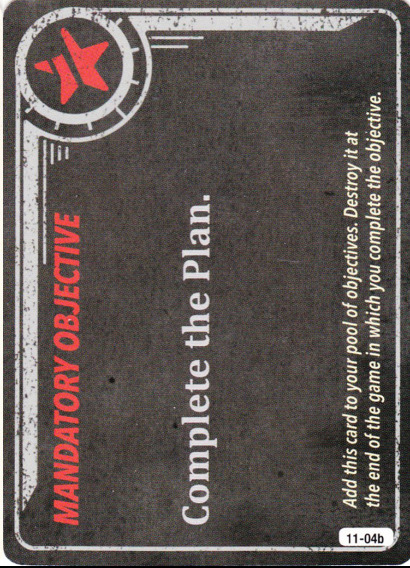 MANDATORY OBJECTIVE
Complete the Plan.
Add this card to your pool of objectives. Destroy it at
the end of the game in which you complete the objective.
11-04b